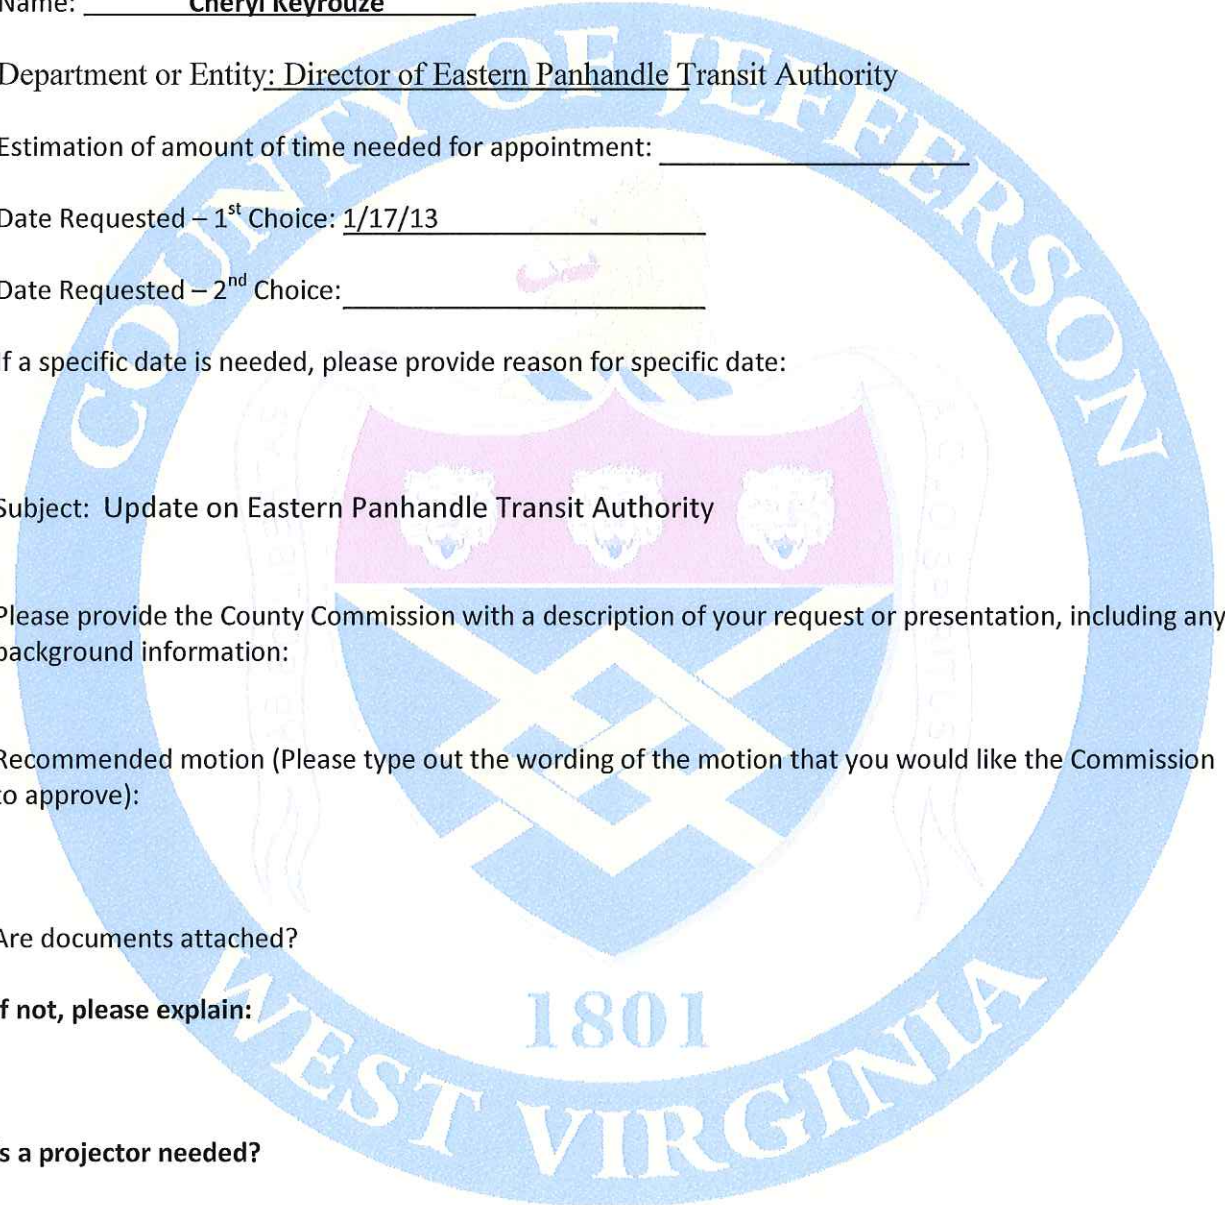 Name: Cheryl Keyrouze
Department or Entity: Director of Eastern Panhandle Transit Authority
Estimation of amount of time needed for appointment:
Date Requested – 1st Choice: 1/17/13
Date Requested – 2nd Choice:
If a specific date is needed, please provide reason for specific date:
Subject: Update on Eastern Panhandle Transit Authority
Please provide the County Commission with a description of your request or presentation, including any
background information:
Recommended motion (Please type out the wording of the motion that you would like the Commission
to approve):
Are documents attached?
If not, please explain:
Is a projector needed?
COUNTY OF JEFFERSON
1801
WEST VIRGINIA